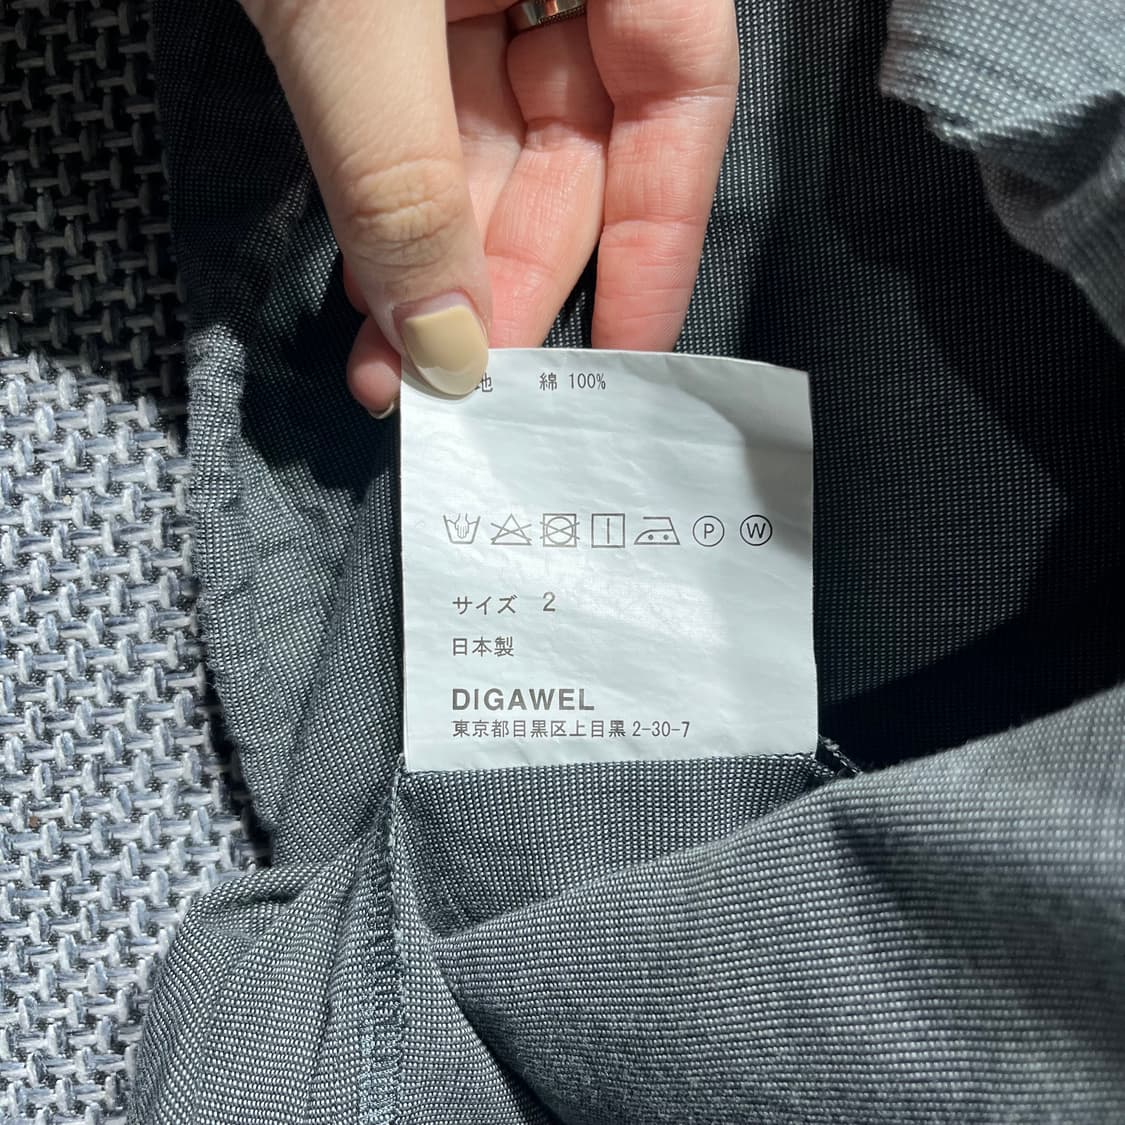 地 綿 100%
P W
サイズ 2
日本製
DIGAWEL
東京都目黒区上目黒2-30-7